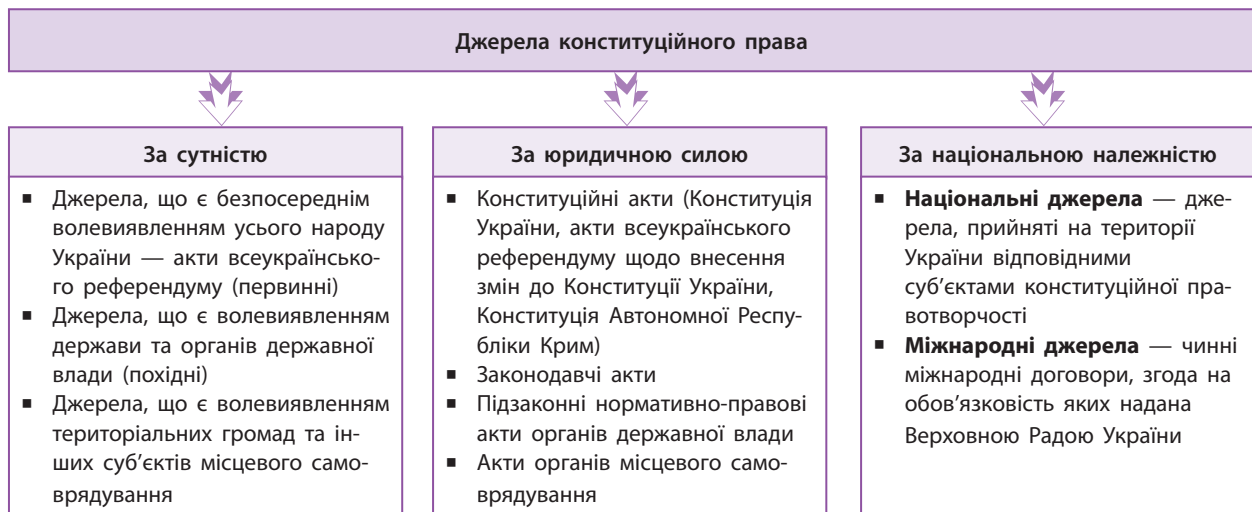 Джерела конституційного права
За сутністю
■ Джерела, що є безпосереднім
волевиявленням усього народу
України — акти всеукраїнсько-
го референдуму (первинні)
■ Джерела, що є волевиявленням
держави та органів державної
влади (похідні)
■ Джерела, що є волевиявленням
територіальних громад та ін-
ших суб’єктів місцевого само-
врядування
За юридичною силою
■ Конституційні акти (Конституція
України, акти всеукраїнського
референдуму щодо внесення
змін до Конституції України,
Конституція Автономної Респу-
бліки Крим)
■ Законодавчі акти
■ Підзаконні нормативно-правові
акти органів державної влади
■ Акти органів місцевого само-
врядування
За національною належністю
■ Національні джерела — дже-
рела, прийняті на території
України відповідними
суб’єктами конституційної пра-
вотворчості
■ Міжнародні джерела — чинні
міжнародні договори, згода на
обов’язковість яких надана
Верховною Радою України